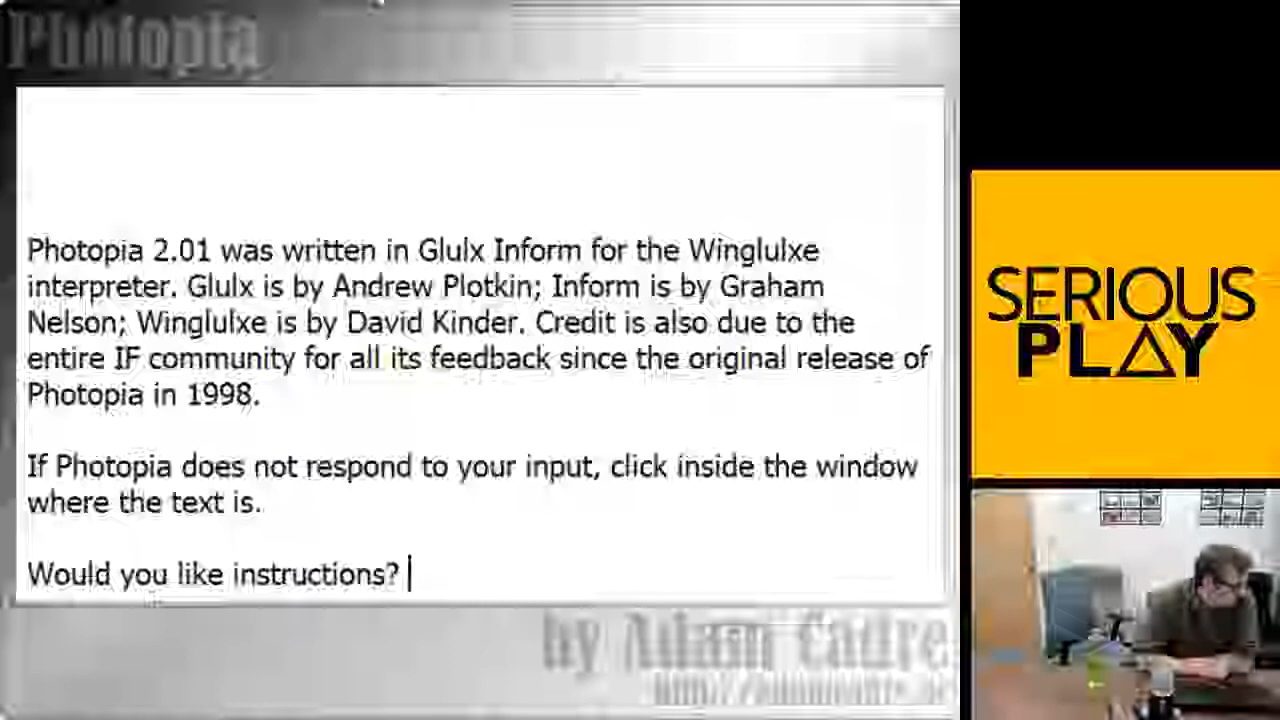 Photopia
Photopia 2.01 was written in Glulx Inform for the Winglulxe
interpreter. Glulx is by Andrew Plotkin; Inform is by Graham
Nelson; Winglulxe is by David Kinder. Credit is also due to the
entire IF community for all its feedback since the original release of
Photopia in 1998.
If Photopia does not respond to your input, click inside the window
where the text is.
Would you like instructions?
by Adam Cadre
SERIOUS
PLAY